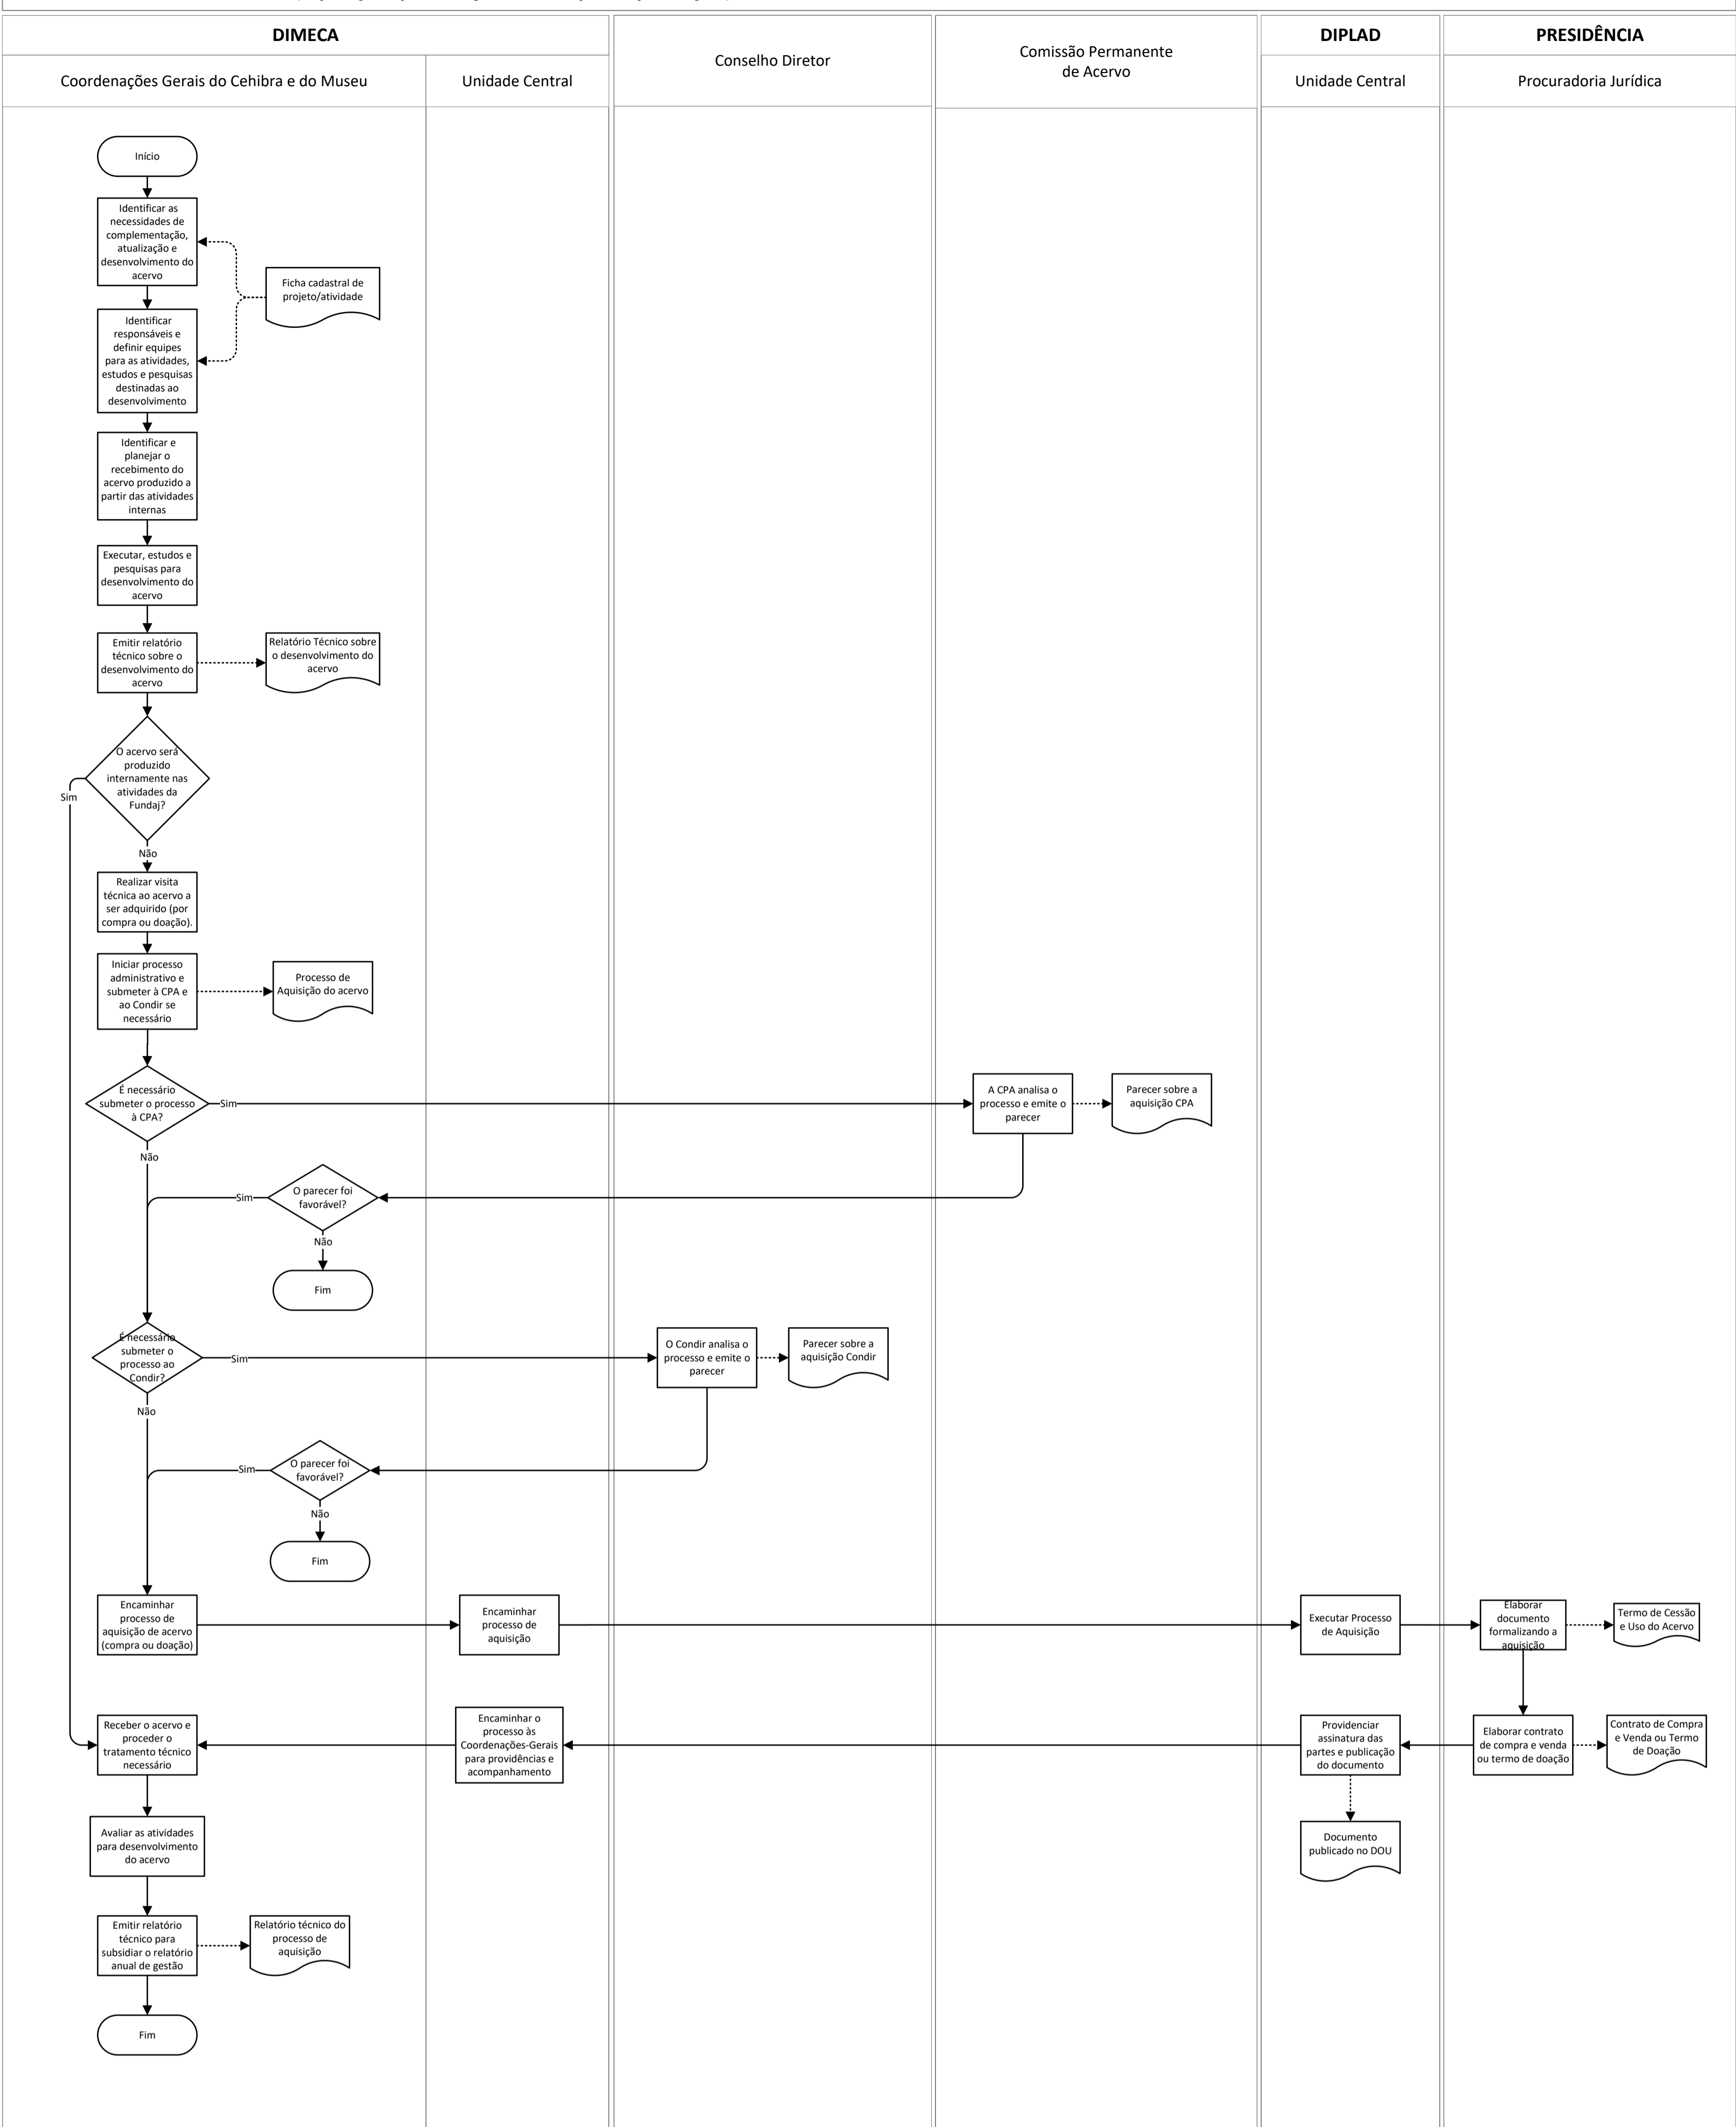 DIMECA
Conselho Diretor
Comissão Permanente
de Acervo
DIPLAD
PRESIDÊNCIA
Coordenações Gerais do Cehibra e do Museu
Unidade Central
Unidade Central
Procuradoria Jurídica
Início
Identificar as
necessidades de
complementação,
atualização e
desenvolvimento do
acervo
Ficha cadastral de
projeto/atividade
Identificar
responsáveis e
definir equipes
para as atividades,
estudos e pesquisas
destinadas ao
desenvolvimento
Identificar e
planejar o
recebimento do
acervo produzido a
partir das atividades
internas
Executar, estudos e
pesquisas para
desenvolvimento do
acervo
Emitir relatório
técnico sobre o
desenvolvimento do
acervo
Relatório Técnico sobre
o desenvolvimento do
acervo
O acervo será
produzido
internamente nas
atividades da
Fundaj?
Sim
Não
Realizar visita
técnica ao acervo a
ser adquirido (por
compra ou doação).
Iniciar processo
administrativo e
submeter à CPA e
ao Condir se
necessário
Processo de
Aquisição do acervo
É necessário
submeter o processo
à CPA?
Sim
A CPA analisa o
processo e emite o
parecer
Parecer sobre a
aquisição CPA
Não
O parecer foi
favorável?
Sim
Não
Fim
É necessário
submeter o
processo ao
Condir?
Sim
O Condir analisa o
processo e emite o
parecer
Parecer sobre a
aquisição Condir
Não
O parecer foi
favorável?
Sim
Não
Fim
Encaminhar
processo de
aquisição de acervo
(compra ou doação)
Encaminhar
processo de
aquisição
Executar Processo
de Aquisição
Elaborar
documento
formalizando a
aquisição
Termo de Cessão
e Uso do Acervo
Receber o acervo e
proceder o
tratamento técnico
necessário
Encaminhar o
processo às
Coordenações-Gerais
para providências e
acompanhamento
Providenciar
assinatura das
partes e publicação
do documento
Elaborar contrato
de compra e venda
ou termo de doação
Contrato de Compra
e Venda ou Termo
de Doação
Avaliar as atividades
para desenvolvimento
do acervo
Documento
publicado no DOU
Emitir relatório
técnico para
subsidiar o relatório
anual de gestão
Relatório técnico do
processo de
aquisição
Fim